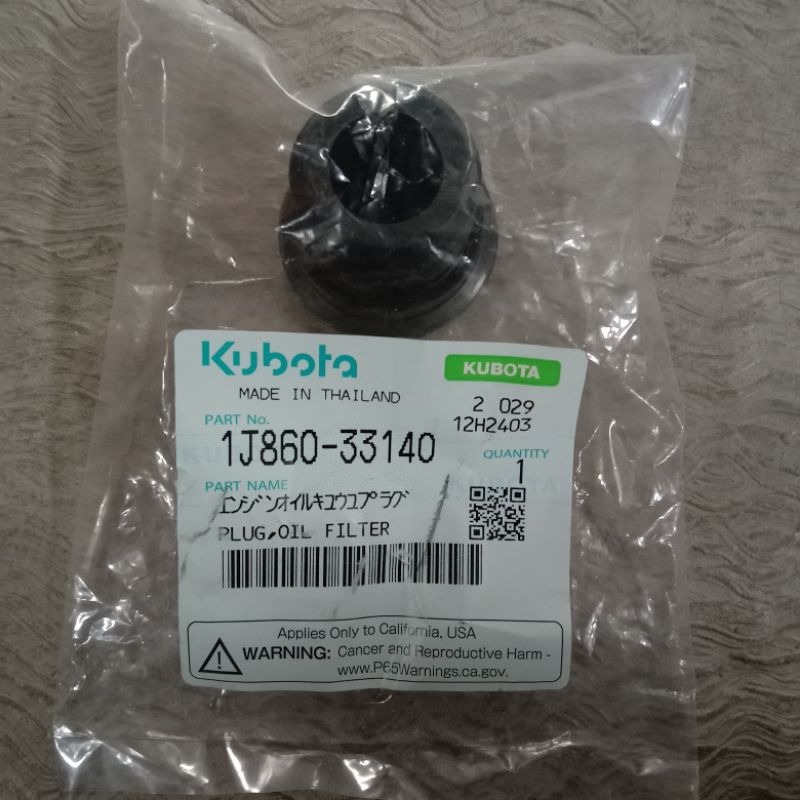 Kubota
KUBOTA
MADE IN THAILAND
2 029
12H2403
PART No.
1J860-33140
QUANTITY
1
PART NAME
エンジンオイルキユウユプラグ
PLUG,OIL FILTER
Applies Only to California, USA
WARNING: Cancer and Reproductive Harm -
www.P65Warnings.ca.gov.